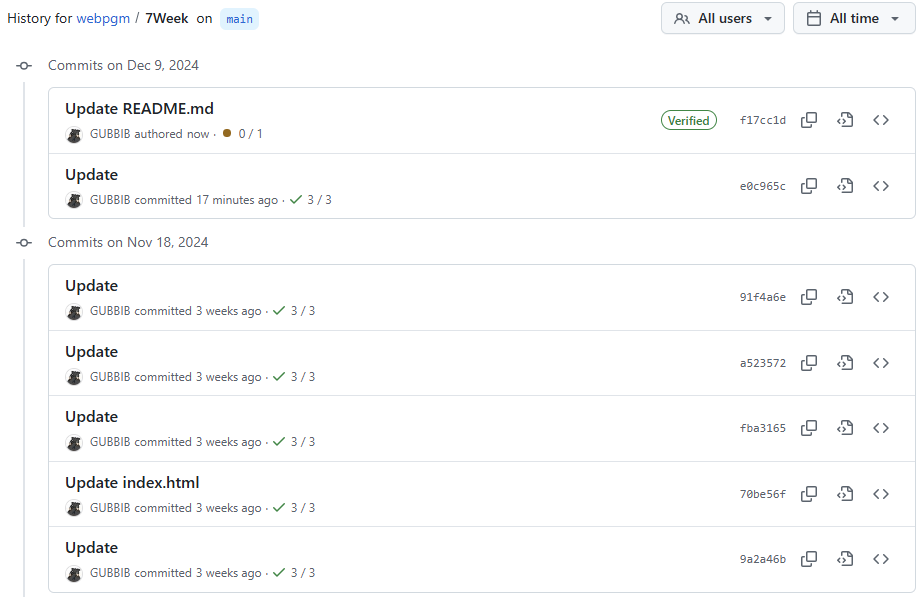 History for webpgm / 7Week on main All users All time
Commits on Dec 9, 2024
Update README.md
GUBBIB authored now · 0 / 1 Verified f17cc1d
Update
GUBBIB committed 17 minutes ago · 3 / 3 e0c965c
Commits on Nov 18, 2024
Update
GUBBIB committed 3 weeks ago · 3 / 3 91f4a6e
Update
GUBBIB committed 3 weeks ago · 3 / 3 a523572
Update
GUBBIB committed 3 weeks ago · 3 / 3 fba3165
Update index.html
GUBBIB committed 3 weeks ago · 3 / 3 70be56f
Update
GUBBIB committed 3 weeks ago · 3 / 3 9a2a46b